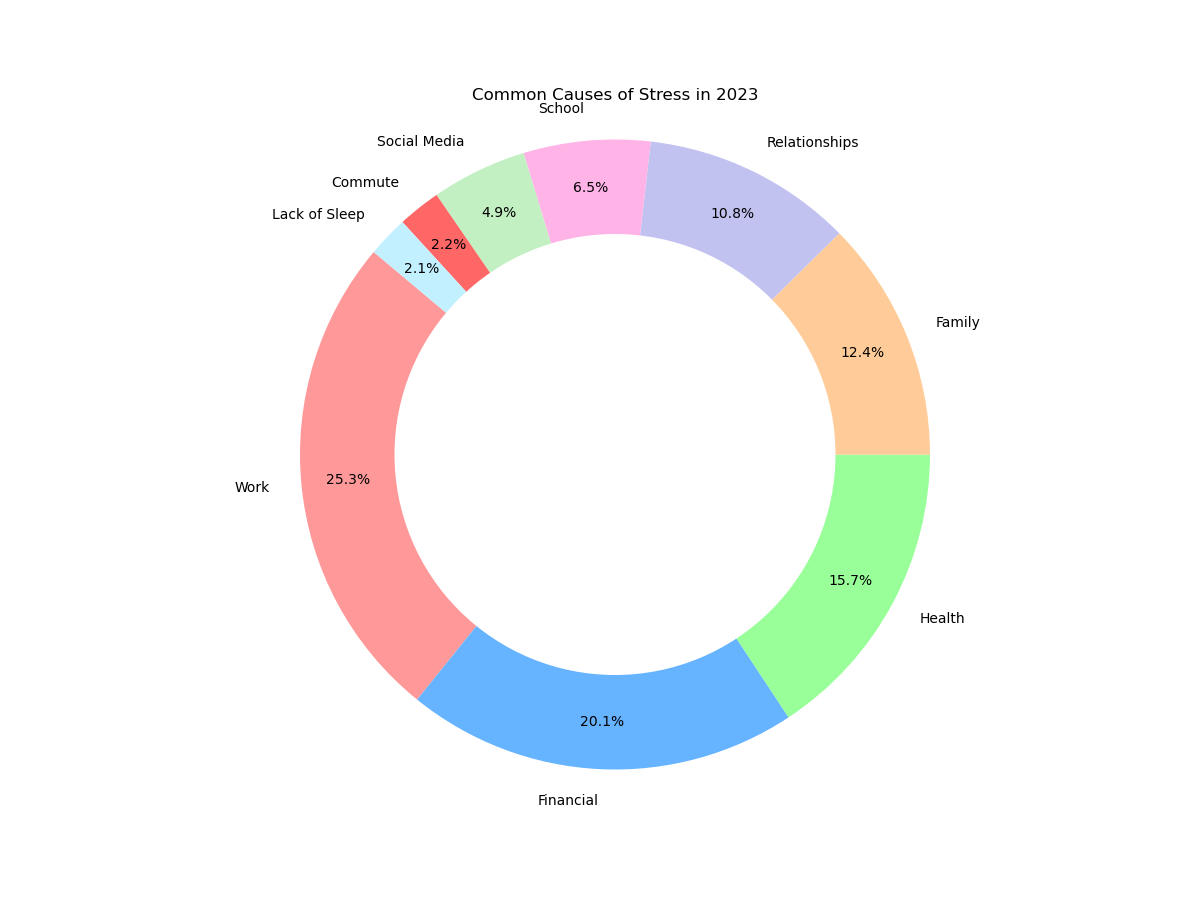 Common Causes of Stress in 2023
School
Social Media
Relationships
Commute
Lack of Sleep
6.5%
4.9%
10.8%
2.2%
2.1%
Family
12.4%
Work
25.3%
15.7%
Health
20.1%
Financial